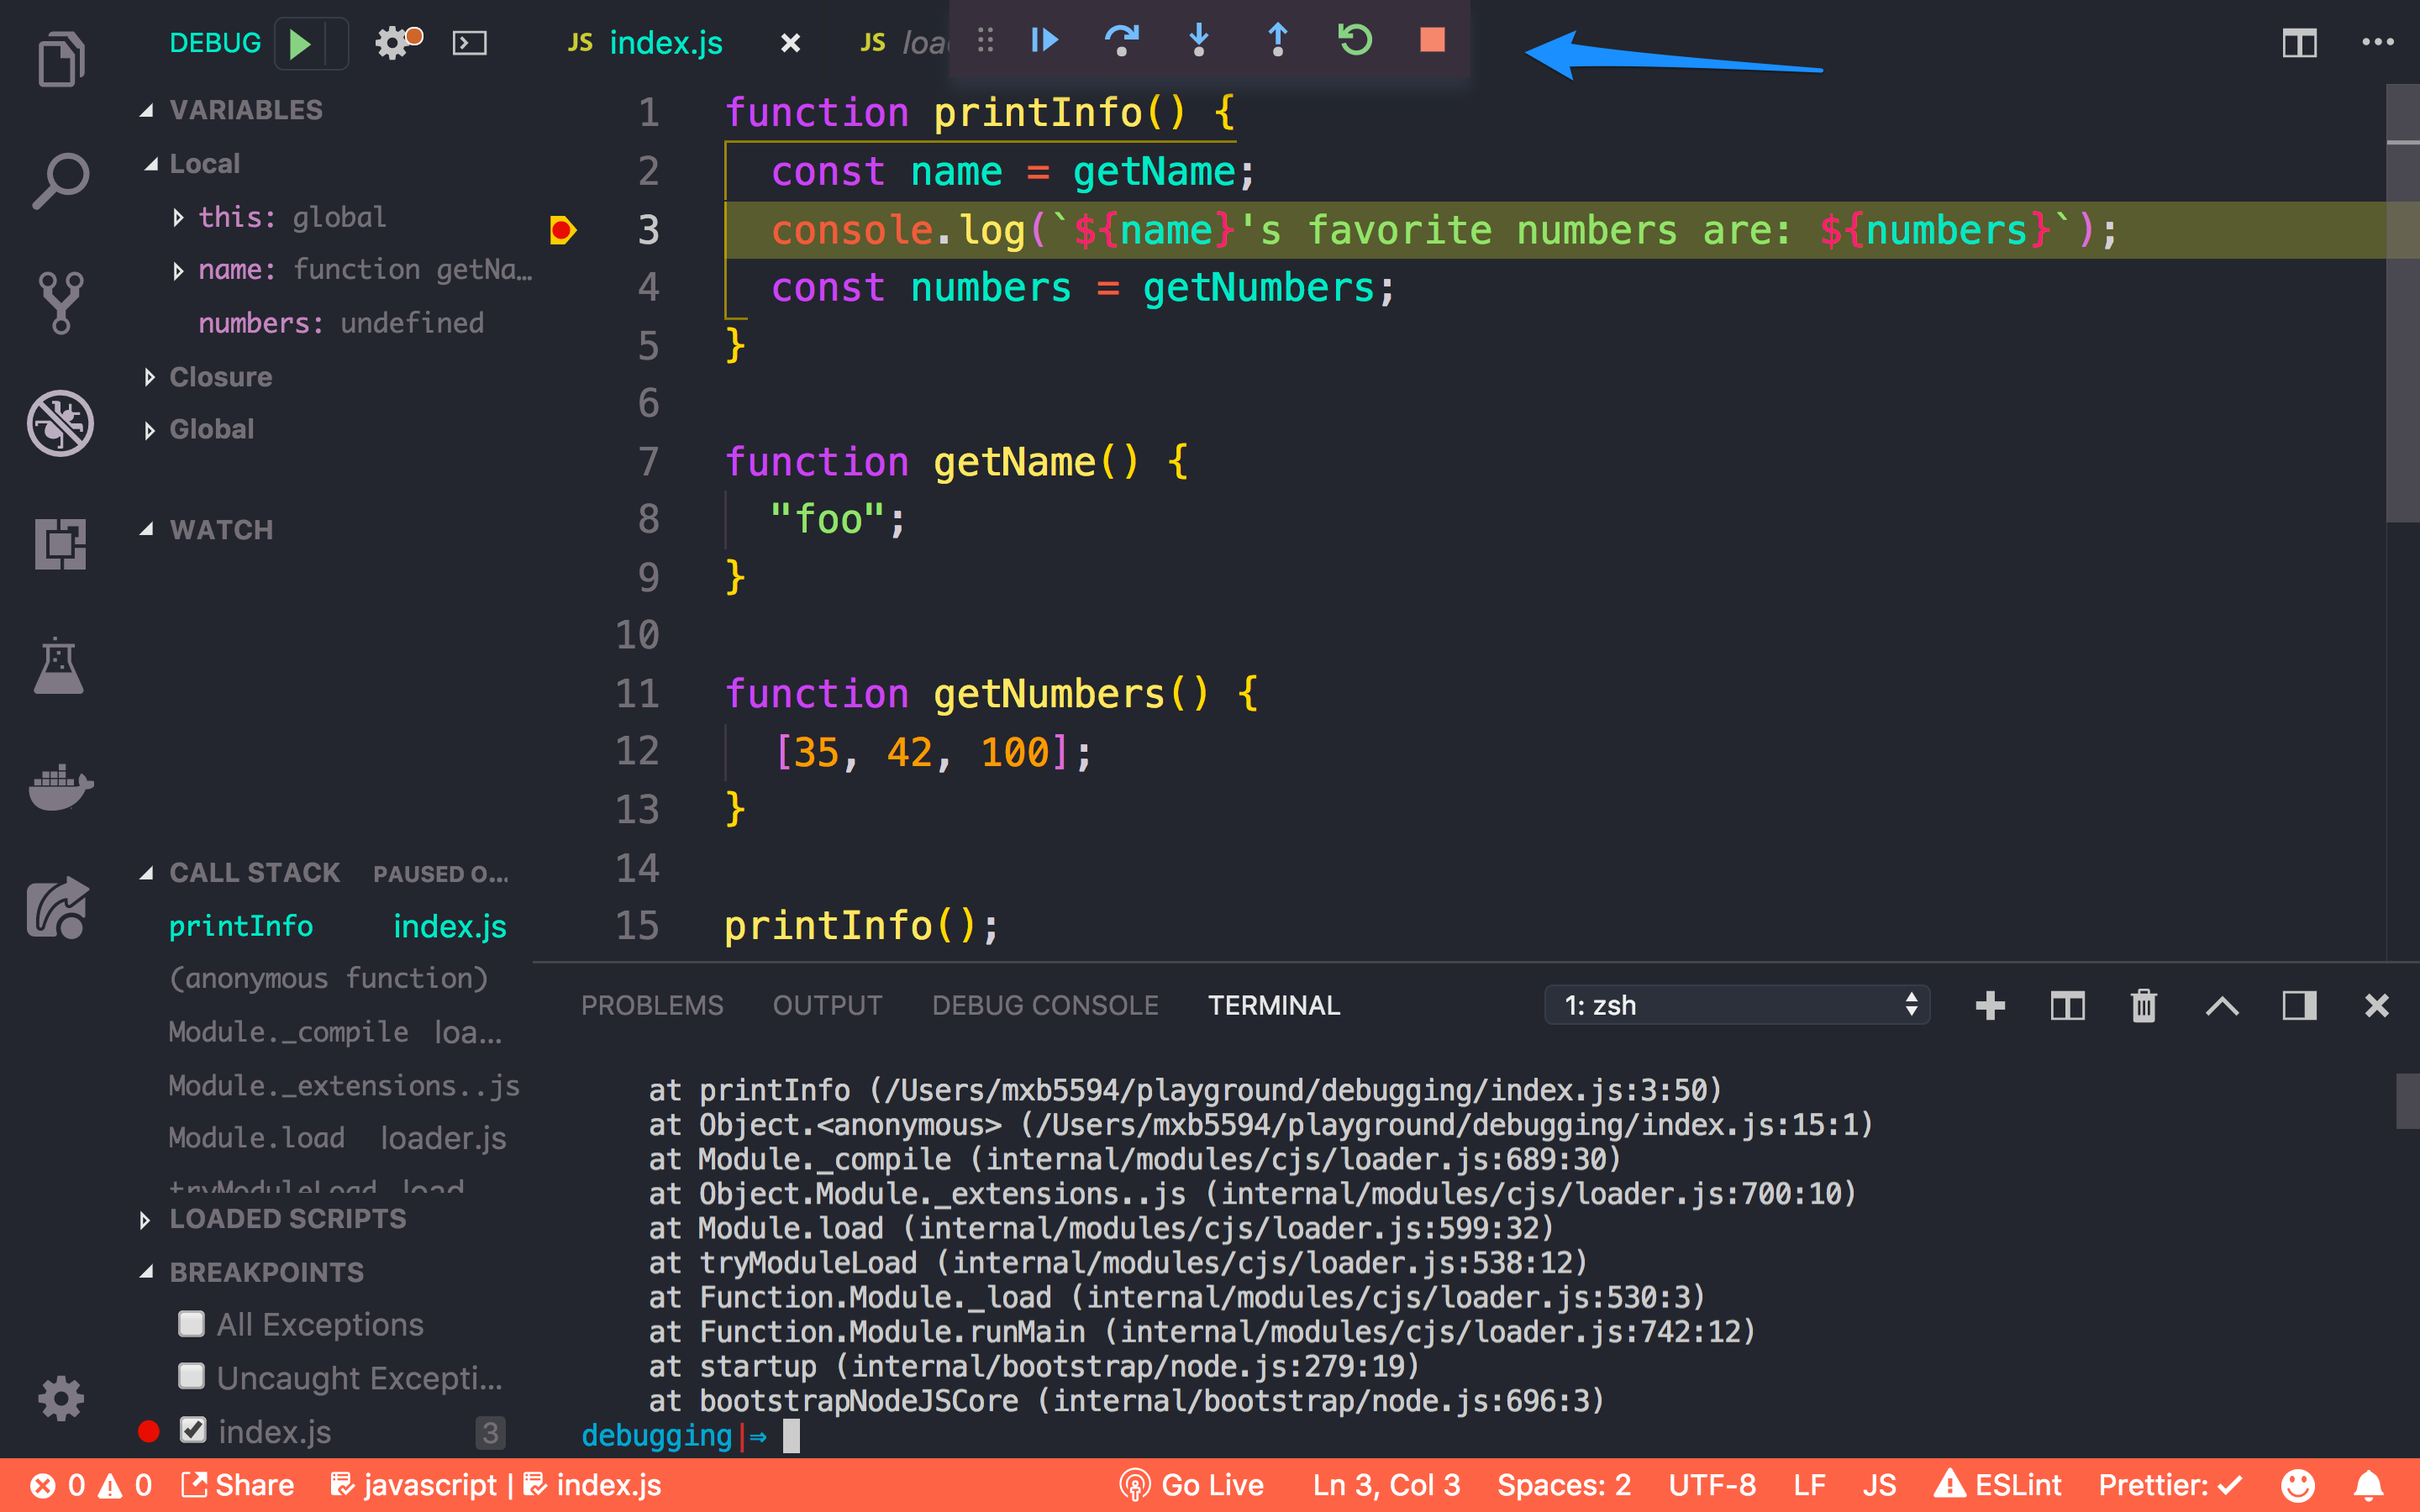 DEBUG
JS index.js
JS
VARIABLES
Local
this: global
name: function getNa…
numbers: undefined
Closure
Global
WATCH
CALL STACK PAUSED O…
printInfo index.js
(anonymous function)
Module._compile loa…
Module._extensions..js
Module.load loader.js
tryModuleLoad load
LOADED SCRIPTS
BREAKPOINTS
All Exceptions
Uncaught Excepti…
index.js 3
1 function printInfo() {
2 const name = getName;
3 console.log(`${name}'s favorite numbers are: ${numbers}`);
4 const numbers = getNumbers;
5 }
6
7 function getName() {
8 "foo";
9 }
10
11 function getNumbers() {
12 [35, 42, 100];
13 }
14
15 printInfo();
PROBLEMS OUTPUT DEBUG CONSOLE TERMINAL 1: zsh
at printInfo (/Users/mxb5594/playground/debugging/index.js:3:50)
at Object.<anonymous> (/Users/mxb5594/playground/debugging/index.js:15:1)
at Module._compile (internal/modules/cjs/loader.js:689:30)
at Object.Module._extensions..js (internal/modules/cjs/loader.js:700:10)
at Module.load (internal/modules/cjs/loader.js:599:32)
at tryModuleLoad (internal/modules/cjs/loader.js:538:12)
at Function.Module._load (internal/modules/cjs/loader.js:530:3)
at Function.Module.runMain (internal/modules/cjs/loader.js:742:12)
at startup (internal/bootstrap/node.js:279:19)
at bootstrapNodeJSCore (internal/bootstrap/node.js:696:3)
debugging|⇒
0 0 Share javascript | index.js Go Live Ln 3, Col 3 Spaces: 2 UTF-8 LF JS ESLint Prettier: ✓